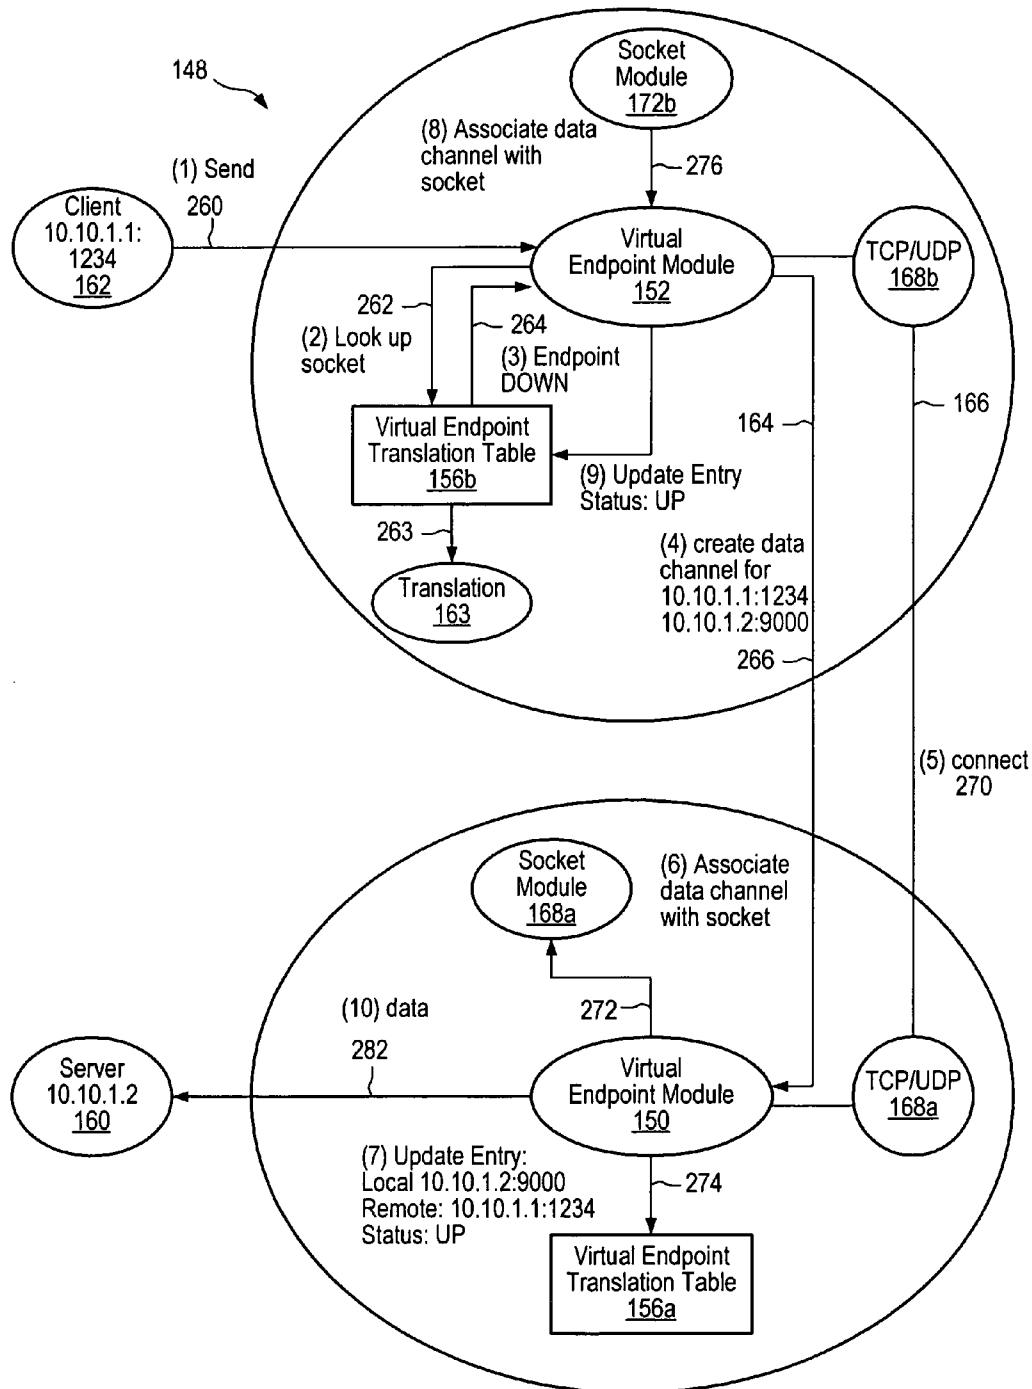 148
Socket
Module
172b
(8) Associate data
channel with
socket
276
(1) Send
260
Client
10.10.1.1:
1234
162
Virtual
Endpoint Module
152
TCP/UDP
168b
262
264
(2) Look up
socket
(3) Endpoint
DOWN
164
166
Virtual Endpoint
Translation Table
156b
(9) Update Entry
Status: UP
263
(4) create data
channel for
10.10.1.1:1234
10.10.1.2:9000
Translation
163
266
(5) connect
270
Socket
Module
168a
(6) Associate
data channel
with socket
(10) data
272
282
Server
10.10.1.2
160
Virtual
Endpoint Module
150
TCP/UDP
168a
(7) Update Entry:
Local 10.10.1.2:9000
Remote: 10.10.1.1:1234
Status: UP
274
Virtual Endpoint
Translation Table
156a